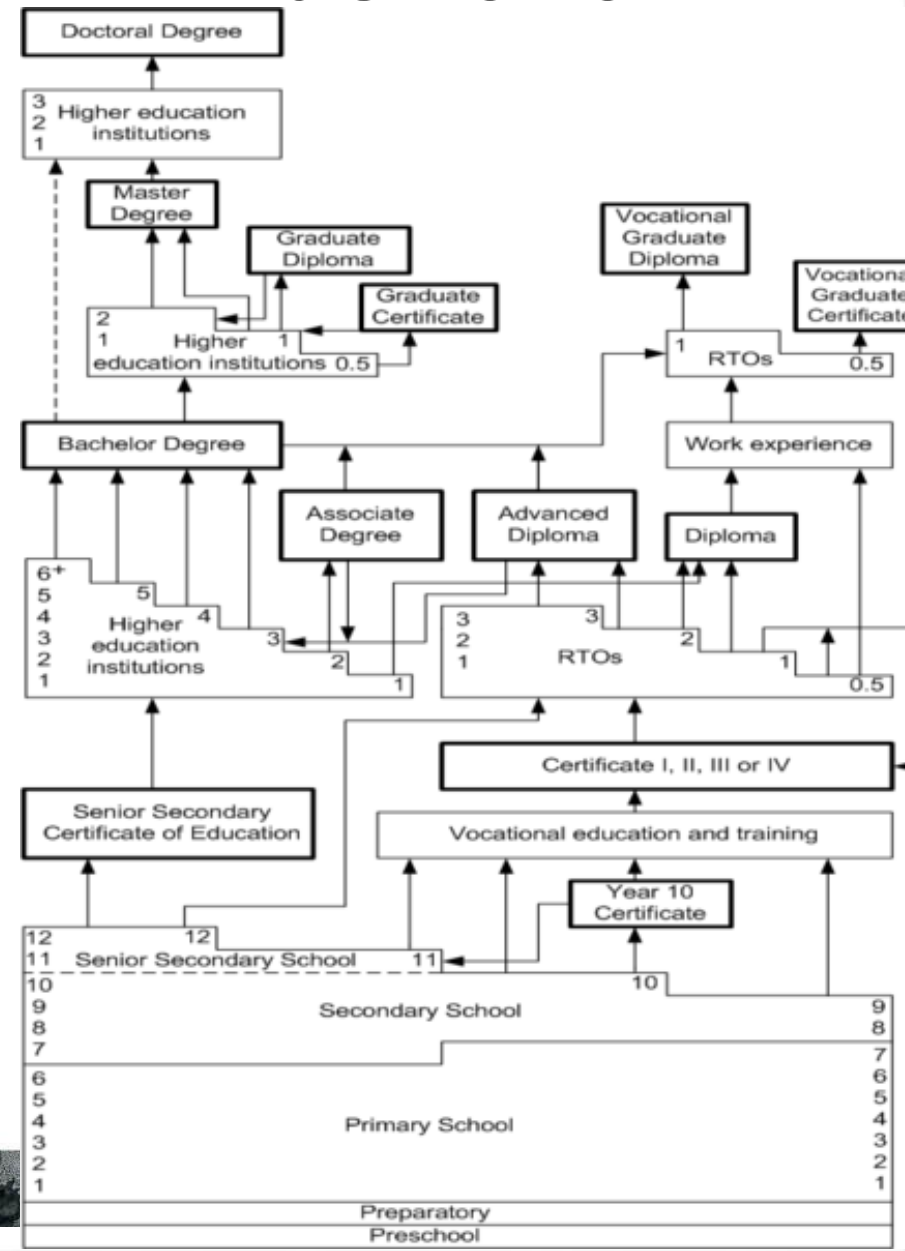 Doctoral Degree
3
2
1
Higher education
institutions
Master
Degree
Graduate
Diploma
Graduate
Certificate
Vocational
Graduate
Diploma
Vocationa
Graduate
Certificate
2
1
Higher
education institutions
1
0.5
1
RTOs
0.5
Bachelor Degree
Work experience
Associate
Degree
Advanced
Diploma
Diploma
6+
5
4
3
2
1
5
4
3
2
1
Higher
education
institutions
3
2
1
3
2
1
0.5
RTOs
Certificate I, II, III or IV
Senior Secondary
Certificate of Education
Vocational education and training
Year 10
Certificate
12
12
11
Senior Secondary School
11
10
10
9
8
7
Secondary School
9
8
7
6
5
4
3
2
1
Primary School
6
5
4
3
2
1
Preparatory
Preschool